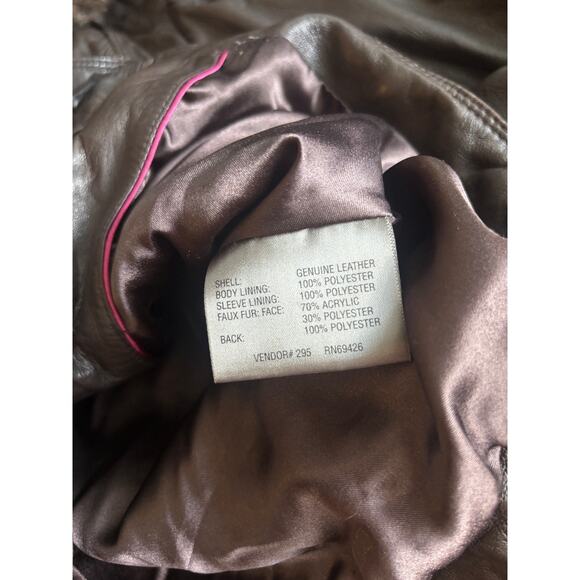 SHELL: GENUINE LEATHER
BODY LINING: 100% POLYESTER
SLEEVE LINING: 100% POLYESTER
FAUX FUR: FACE: 70% ACRYLIC
30% POLYESTER
BACK: 100% POLYESTER
VENDOR# 295 RN69426